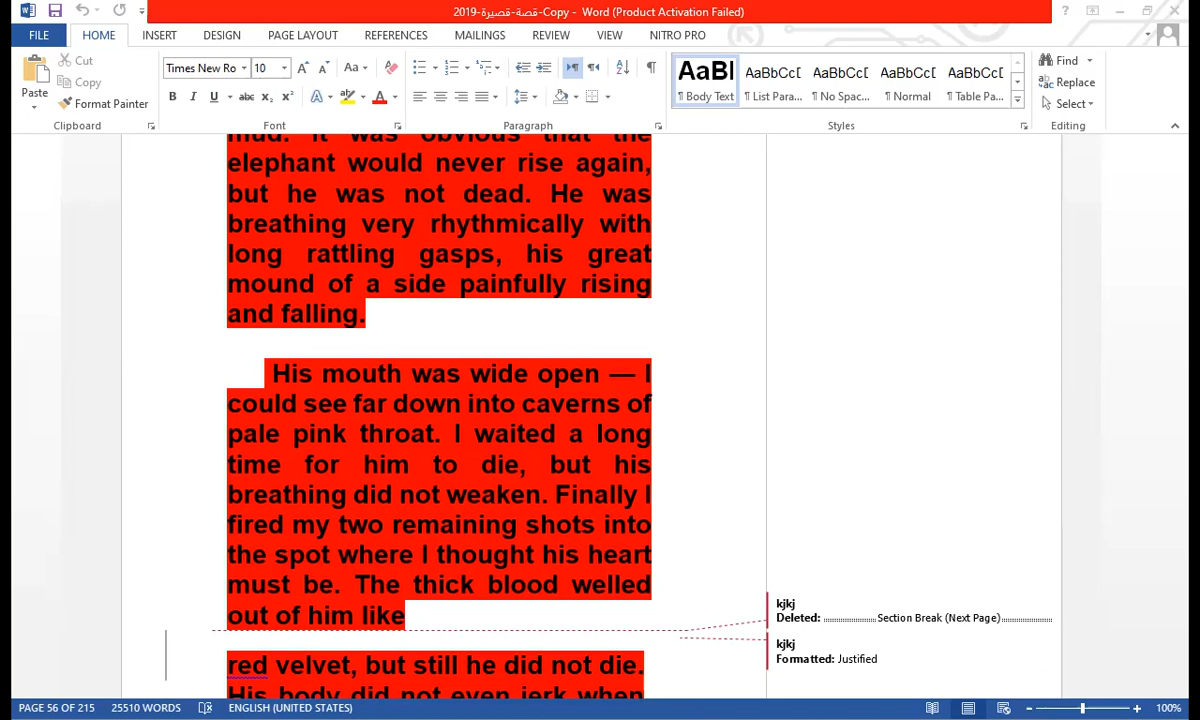 2019-قصة-قصيرة-Copy - Word (Product Activation Failed)
FILE HOME INSERT DESIGN PAGE LAYOUT REFERENCES MAILINGS REVIEW VIEW NITRO PRO
Paste
Cut
Copy
Format Painter
Clipboard
Times New Ro 10
Font
Paragraph
AaBl AaBbCcD AaBbCcD AaBbCcD AaBbCcD
¶ Body Text ¶ List Para... ¶ No Spac... ¶ Normal ¶ Table Pa...
Styles
Find
Replace
Select
Editing
mud. It was obvious that the
elephant would never rise again,
but he was not dead. He was
breathing very rhythmically with
long rattling gasps, his great
mound of a side painfully rising
and falling.
His mouth was wide open — I
could see far down into caverns of
pale pink throat. I waited a long
time for him to die, but his
breathing did not weaken. Finally I
fired my two remaining shots into
the spot where I thought his heart
must be. The thick blood welled
out of him like
red velvet, but still he did not die.
His body did not even jerk when
kjkj
Deleted: Section Break (Next Page)
kjkj
Formatted: Justified
PAGE 56 OF 215 25510 WORDS ENGLISH (UNITED STATES) 100%